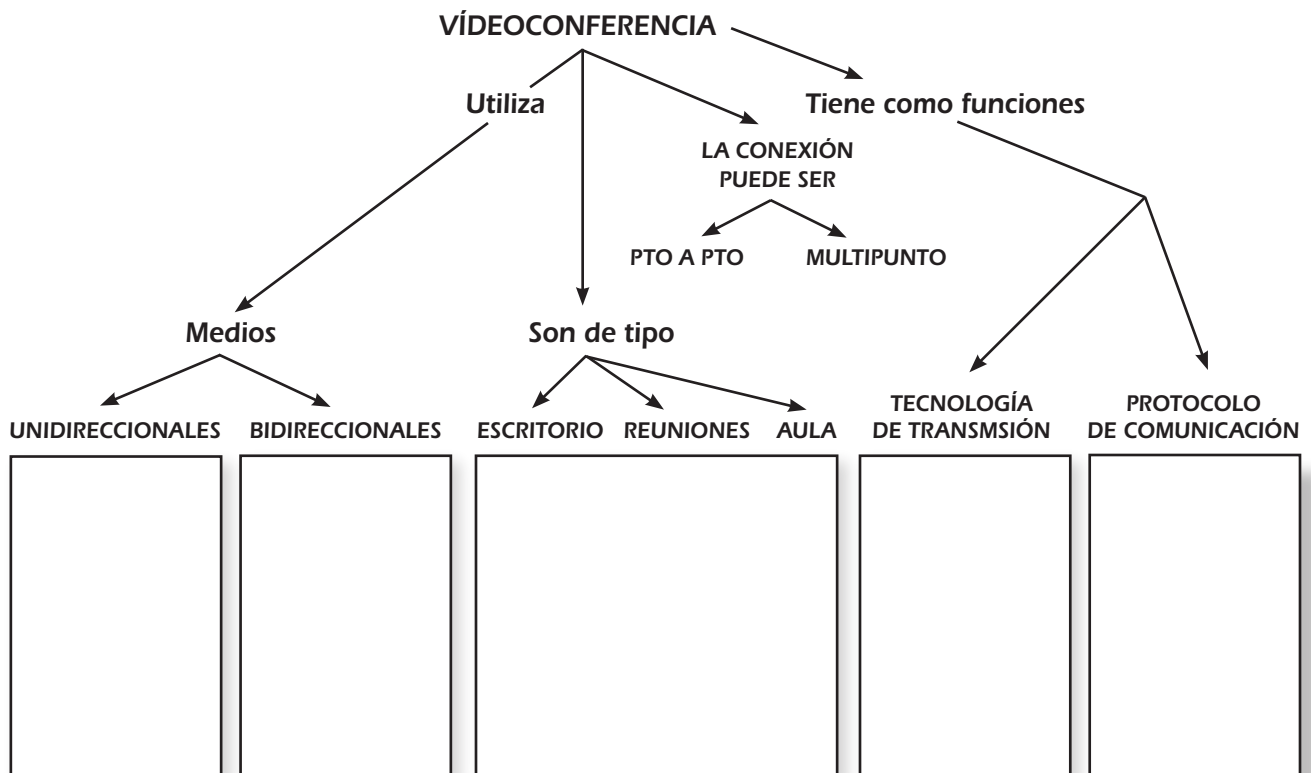 VÍDEOCONFERENCIA
Utiliza
Tiene como funciones
LA CONEXIÓN
PUEDE SER
PTO A PTO
MULTIPUNTO
Medios
Son de tipo
UNIDIRECCIONALES
BIDIRECCIONALES
ESCRITORIO
REUNIONES
AULA
TECNOLOGÍA
DE TRANSMSIÓN
PROTOCOLO
DE COMUNICACIÓN